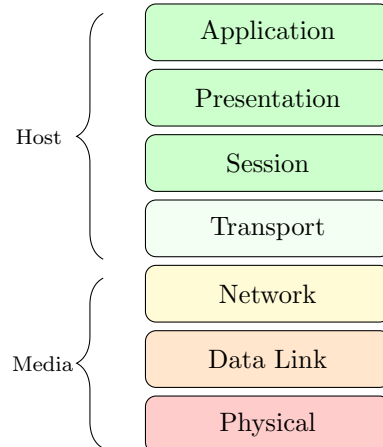 Application
Presentation
Host
Session
Transport
Network
Media
Data Link
Physical